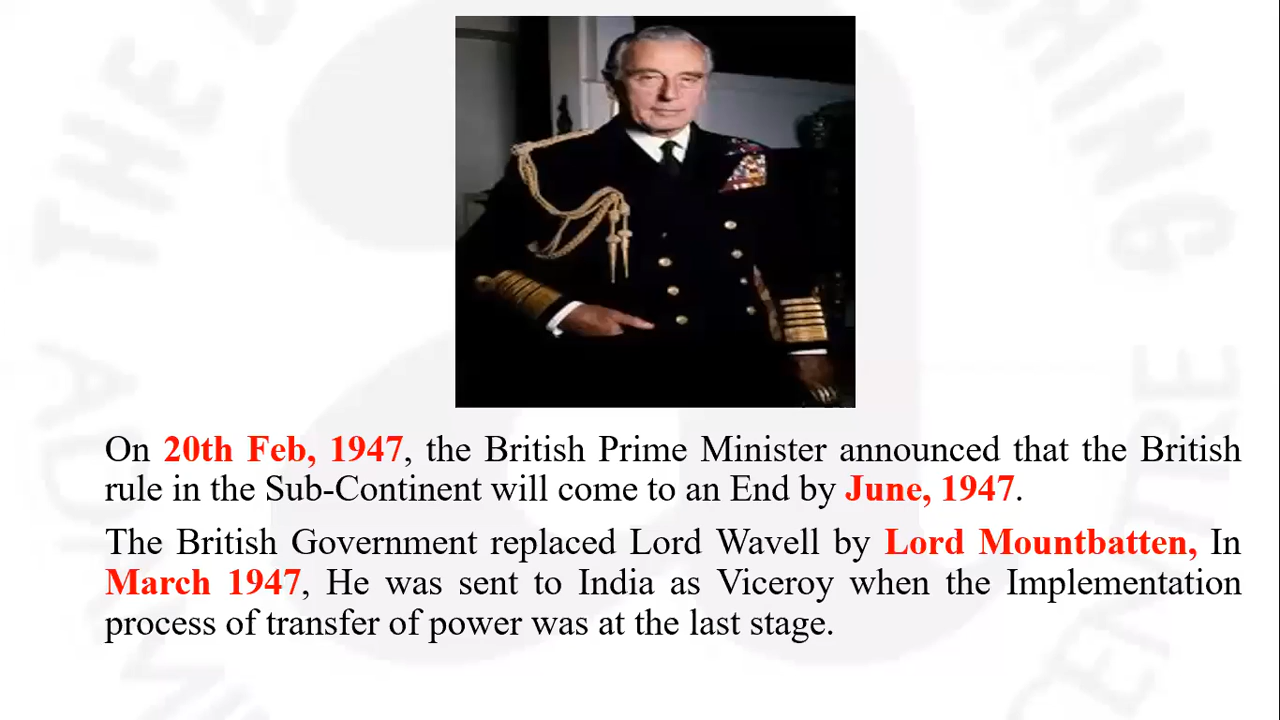 On 20th Feb, 1947, the British Prime Minister announced that the British
rule in the Sub-Continent will come to an End by June, 1947.
The British Government replaced Lord Wavell by Lord Mountbatten, In
March 1947, He was sent to India as Viceroy when the Implementation
process of transfer of power was at the last stage.